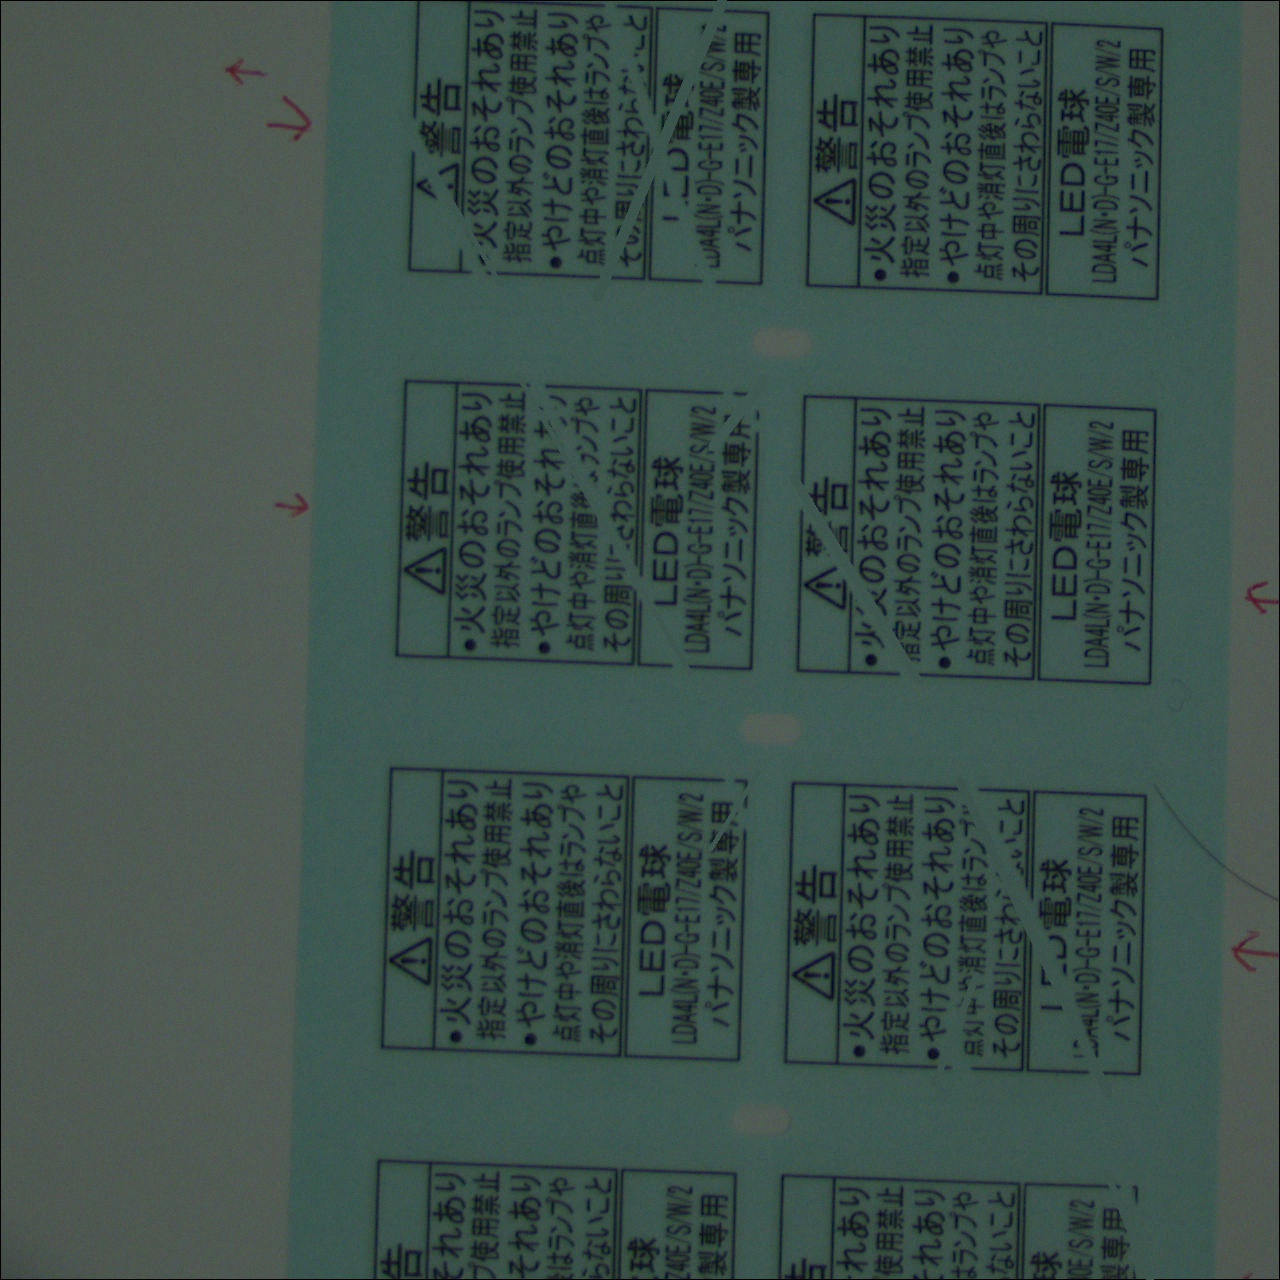 ⚠警告
火災のおそれあり
指定以外のランプ使用禁止
●やけどのおそれあり
点灯中や消灯直後はランプや
の周りにさわら こと
D電球
LDA4L(N・D)-G-E17/Z40E/S/W/2
パナソニック製専用
⚠警告
●火災のおそれあり
指定以外のランプ使用禁止
●やけどのおそれあり
点灯中や消灯直後はランプや
その周りにさわらないこと
LED電球
LDA4L(N・D)-G-E17/Z40E/S/W/2
パナソニック製専用
⚠警告
●火災のおそれあり
指定以外のランプ使用禁止
●やけどのおそれ
点灯中や消灯直 ンプや
その周り さわらないこと
LED電球
LDA4L(N・D)-G-E17/Z40E/S/W/2
パナソニック製専用
⚠警告
● 災のおそれあり
指定以外のランプ使用禁止
●やけどのおそれあり
点灯中や消灯直後はランプや
その周りにさわらないこと
LED電球
LDA4L(N・D)-G-E17/Z40E/S/W/2
パナソニック製専用
⚠警告
●火災のおそれあり
指定以外のランプ使用禁止
●やけどのおそれあり
点灯中や消灯直後はランプや
その周りにさわらないこと
LED電球
LDA4L(N・D)-G-E17/Z40E/S/W/2
パナソニック製専用
⚠警告
●火災のおそれあり
指定以外のランプ使用禁止
●やけどのおそれあり
点灯 消灯直後はランプ
その周りにさわ いこと
D電球
4L(N・D)-G-E17/Z40E/S/W/2
パナソニック製専用
告
それあり
プ使用禁止
それあり
はランプや
らないこと
球
Z40E/S/W/2
製専用
告
それあり
使用禁止
それあり
はランプや
ないこと
球
0E/S/W/2
製専用